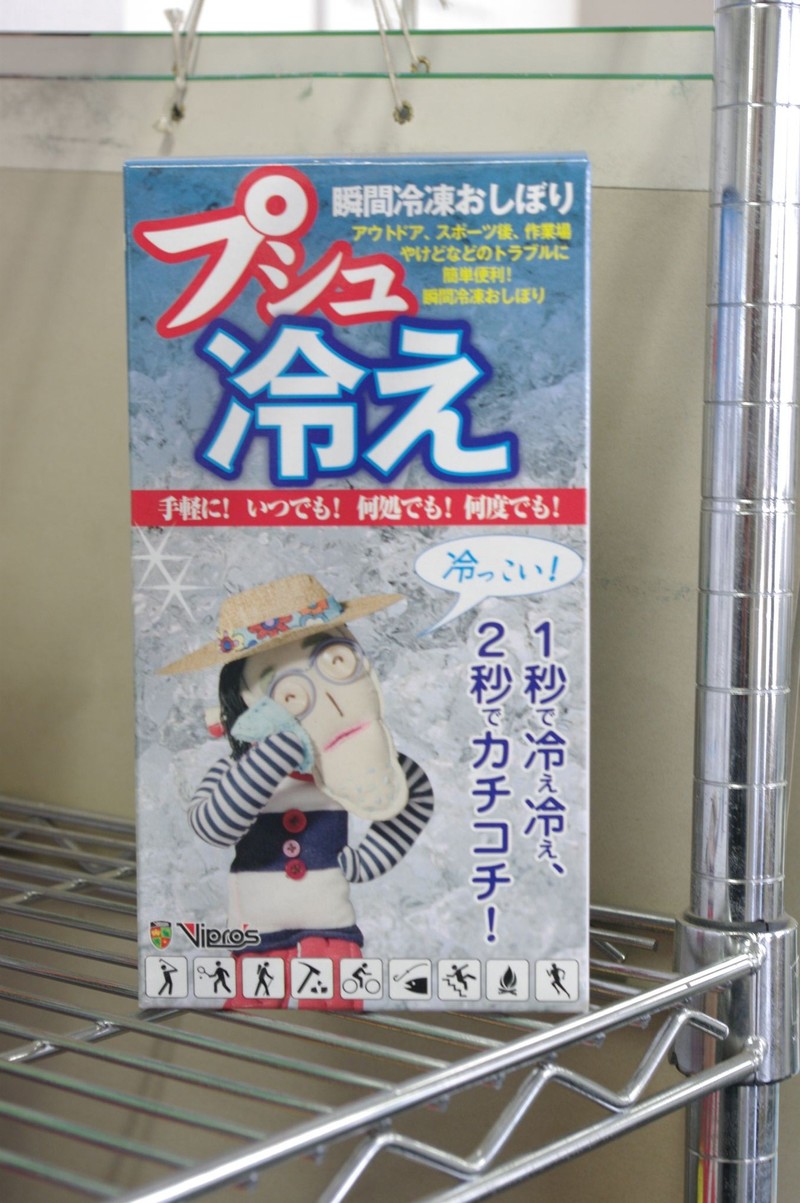 プシュ
冷え
瞬間冷凍おしぼり
アウトドア、スポーツ後、作業場
やけどなどのトラブルに
簡単便利!
瞬間冷凍おしぼり
手軽に! いつでも! 何処でも! 何度でも!
冷っこい!
1秒で冷え冷え、
2秒でカチコチ!
Vipro's